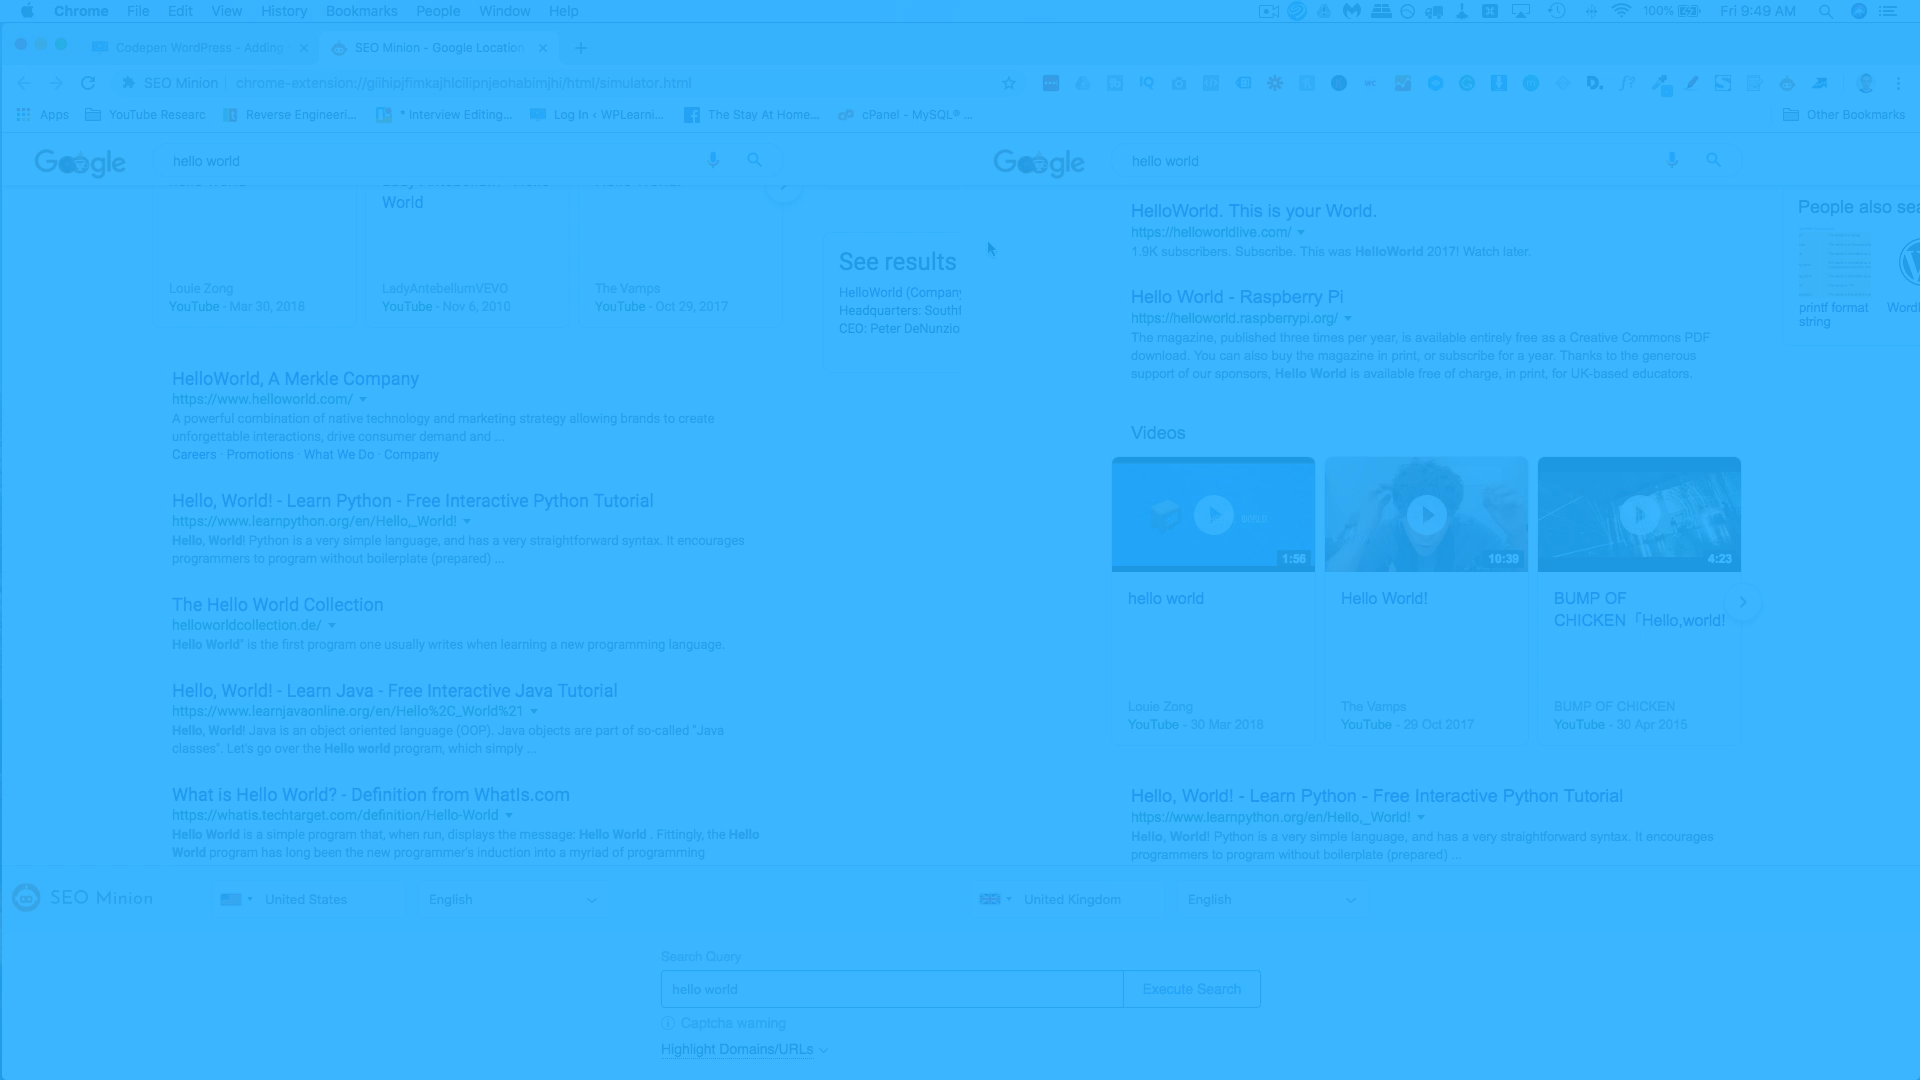 Chrome File Edit View History Bookmarks People Window Help 100% Fri 9:49 AM
Codepen WordPress - Adding SEO Minion - Google Location
SEO Minion chrome-extension://giihipjfimkajhlcilipnjeohabimjhi/html/simulator.html
Apps YouTube Researc Reverse Engineeri... * Interview Editing... Log In ‹ WPLearni... The Stay At Home... cPanel - MySQL® ... Other Bookmarks
Google hello world
World
Louie Zong
YouTube - Mar 30, 2018
LadyAntebellumVEVO
YouTube - Nov 6, 2010
The Vamps
YouTube - Oct 29, 2017
See results
HelloWorld (Company
Headquarters: Southf
CEO: Peter DeNunzio
HelloWorld, A Merkle Company
https://www.helloworld.com/
A powerful combination of native technology and marketing strategy allowing brands to create
unforgettable interactions, drive consumer demand and ...
Careers · Promotions · What We Do · Company
Hello, World! - Learn Python - Free Interactive Python Tutorial
https://www.learnpython.org/en/Hello,_World!
Hello, World! Python is a very simple language, and has a very straightforward syntax. It encourages
programmers to program without boilerplate (prepared) ...
The Hello World Collection
helloworldcollection.de/
Hello World" is the first program one usually writes when learning a new programming language.
Hello, World! - Learn Java - Free Interactive Java Tutorial
https://www.learnjavaonline.org/en/Hello%2C_World%21
Hello, World! Java is an object oriented language (OOP). Java objects are part of so-called "Java
classes". Let's go over the Hello world program, which simply ...
What is Hello World? - Definition from WhatIs.com
https://whatis.techtarget.com/definition/Hello-World
Hello World is a simple program that, when run, displays the message: Hello World . Fittingly, the Hello
World program has long been the new programmer's induction into a myriad of programming
Google hello world
HelloWorld. This is your World.
https://helloworldlive.com/
1.9K subscribers. Subscribe. This was HelloWorld 2017! Watch later.
Hello World - Raspberry Pi
https://helloworld.raspberrypi.org/
The magazine, published three times per year, is available entirely free as a Creative Commons PDF
download. You can also buy the magazine in print, or subscribe for a year. Thanks to the generous
support of our sponsors, Hello World is available free of charge, in print, for UK-based educators.
People also sea
printf format
string
WordP
Videos
WORLD
1:56
10:39
4:23
hello world
Louie Zong
YouTube - 30 Mar 2018
Hello World!
The Vamps
YouTube - 29 Oct 2017
BUMP OF
CHICKEN「Hello,world!
BUMP OF CHICKEN
YouTube - 30 Apr 2015
Hello, World! - Learn Python - Free Interactive Python Tutorial
https://www.learnpython.org/en/Hello,_World!
Hello, World! Python is a very simple language, and has a very straightforward syntax. It encourages
programmers to program without boilerplate (prepared) ...
SEO Minion United States English United Kingdom English
Search Query
hello world Execute Search
Captcha warning
Highlight Domains/URLs